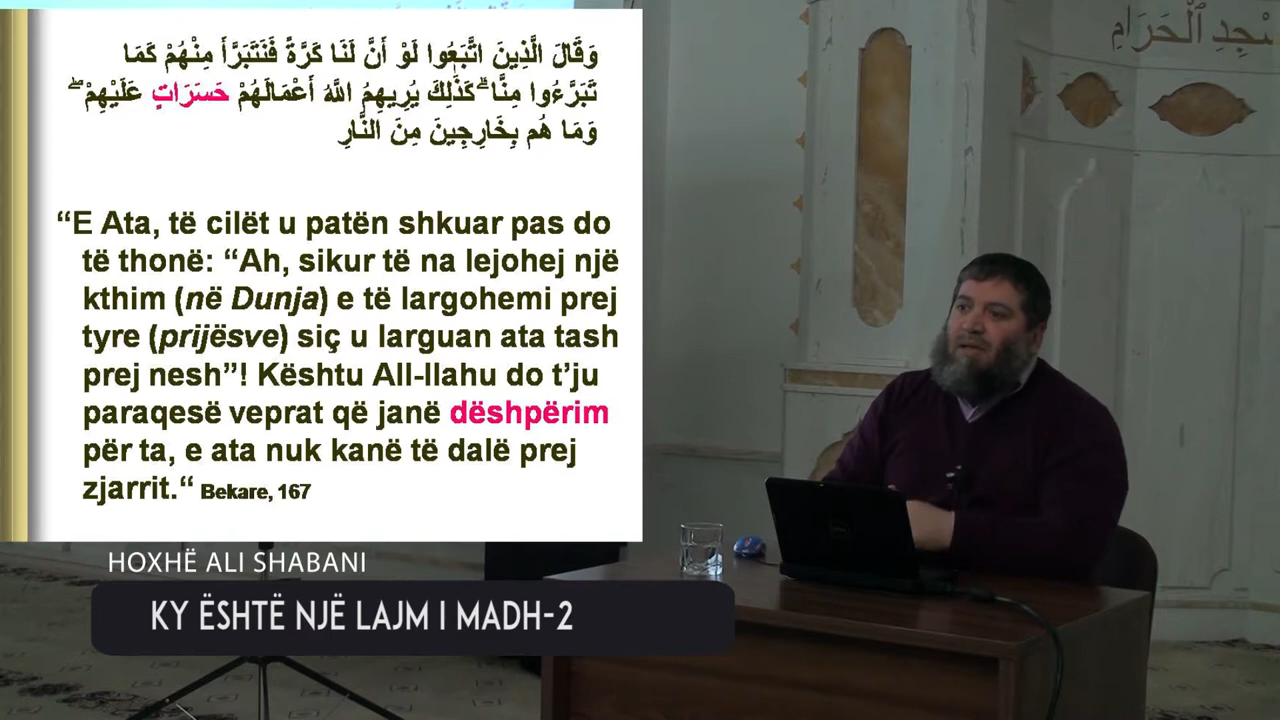 وَقَالَ الَّذِينَ اتَّبَعُوا لَوْ أَنَّ لَنَا كَرَّةً فَنَتَبَرَّأَ مِنْهُمْ كَمَا
تَبَرَّءُوا مِنَّا ۗ كَذَٰلِكَ يُرِيهِمُ اللَّهُ أَعْمَالَهُمْ حَسَرَاتٍ عَلَيْهِمْ ۖ
وَمَا هُم بِخَارِجِينَ مِنَ النَّارِ
“E Ata, të cilët u patën shkuar pas do
të thonë: “Ah, sikur të na lejohej një
kthim (në Dunja) e të largohemi prej
tyre (prijësve) siç u larguan ata tash
prej nesh”! Kështu All-llahu do t’ju
paraqesë veprat që janë dëshpërim
për ta, e ata nuk kanë të dalë prej
zjarrit.“ Bekare, 167
HOXHË ALI SHABANI
KY ËSHTË NJË LAJM I MADH-2
الْحَرَامِ